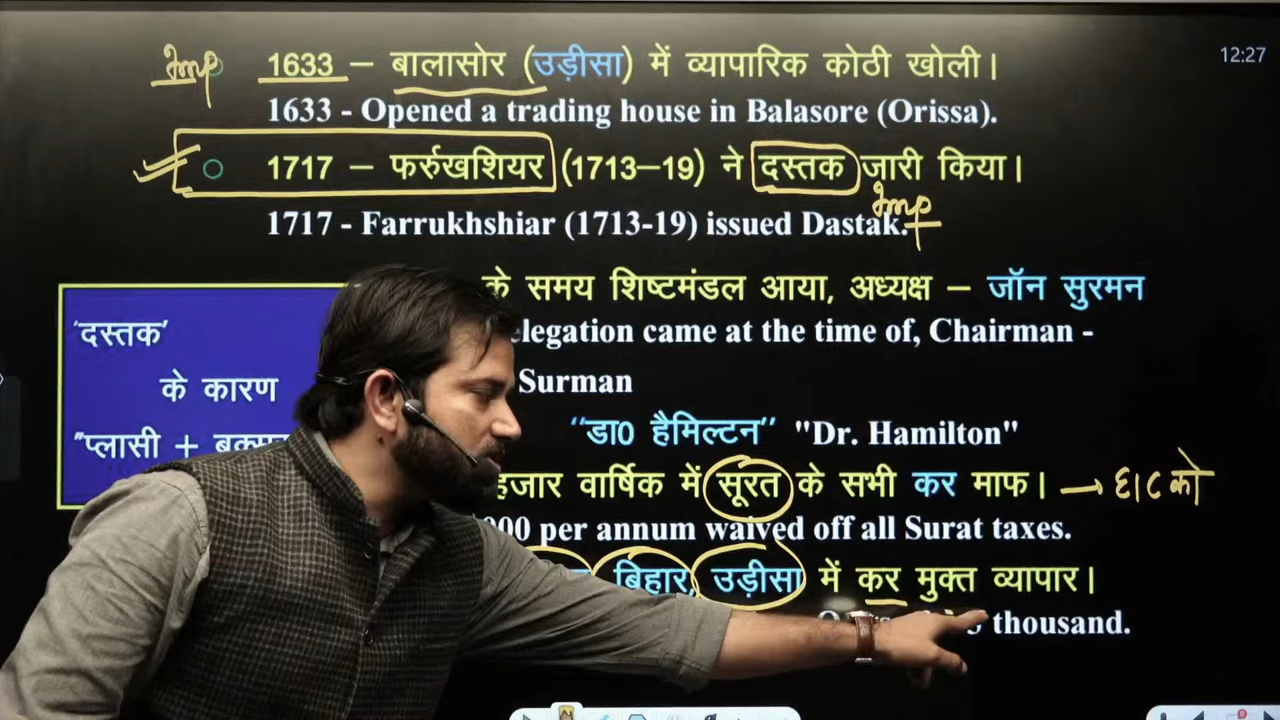 12:27
Imp 1633 – बालासोर (उड़ीसा) में व्यापारिक कोठी खोली।
1633 - Opened a trading house in Balasore (Orissa).
1717 – फर्रुखशियर (1713–19) ने दस्तक जारी किया।
Imp
1717 - Farrukhshiar (1713-19) issued Dastak.
के समय शिष्टमंडल आया, अध्यक्ष – जॉन सुरमन
elegation came at the time of, Chairman -
Surman
'दस्तक'
के कारण
"प्लासी +
"डा0 हैमिल्टन" "Dr. Hamilton"
हजार वार्षिक में सूरत के सभी कर माफ। → EIC को
000 per annum waived off all Surat taxes.
बिहार, उड़ीसा में कर मुक्त व्यापार।
thousand.